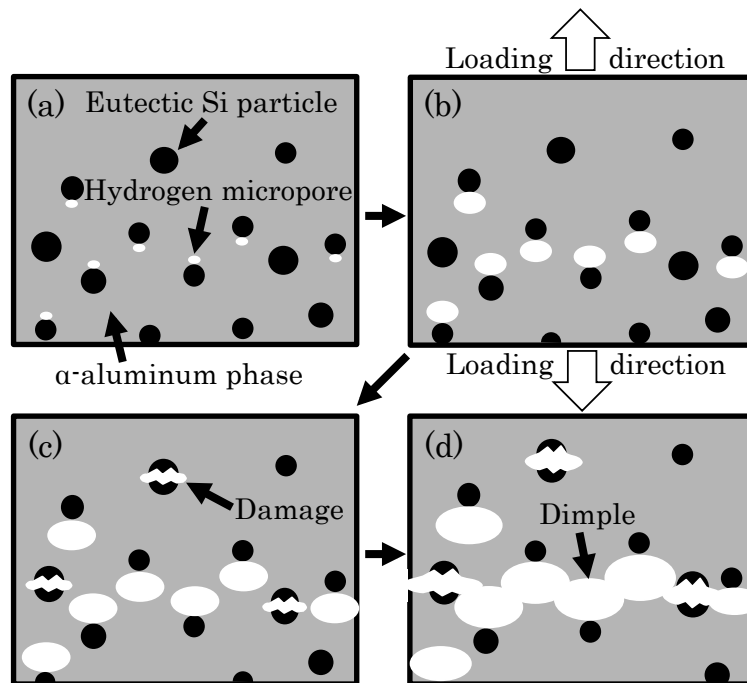 Loading direction
(a)
Eutectic Si particle
Hydrogen micropore
α-aluminum phase
(b)
Loading direction
(c)
Damage
(d)
Dimple